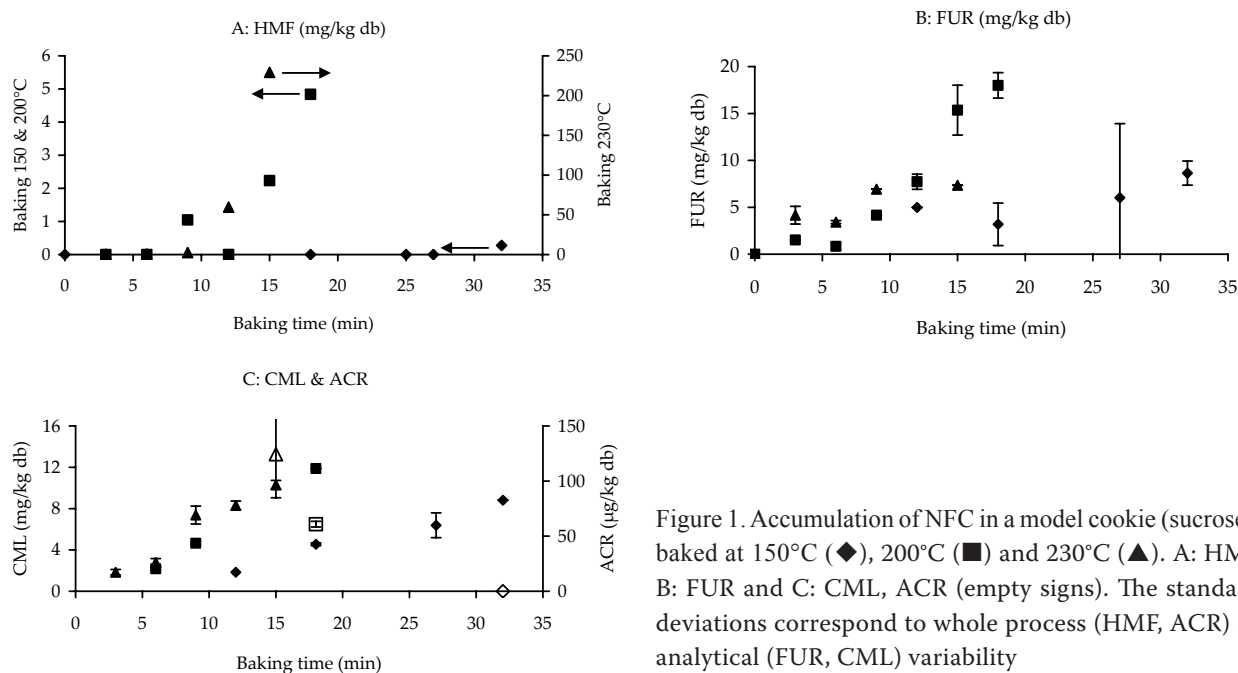 A: HMF (mg/kg db)
6
5
4
3
2
1
0
250
200
150
100
50
0
Baking 150 & 200°C
Baking 230°C
0 5 10 15 20 25 30 35
Baking time (min)
B: FUR (mg/kg db)
20
15
10
5
0
FUR (mg/kg db)
0 5 10 15 20 25 30 35
Baking time (min)
C: CML & ACR
16
12
8
4
0
150
100
50
0
CML (mg/kg db)
ACR (µg/kg db)
0 5 10 15 20 25 30 35
Baking time (min)
Figure 1. Accumulation of NFC in a model cookie (sucrose
baked at 150°C (◆), 200°C (■) and 230°C (▲). A: HM
B: FUR and C: CML, ACR (empty signs). The standa
deviations correspond to whole process (HMF, ACR)
analytical (FUR, CML) variability